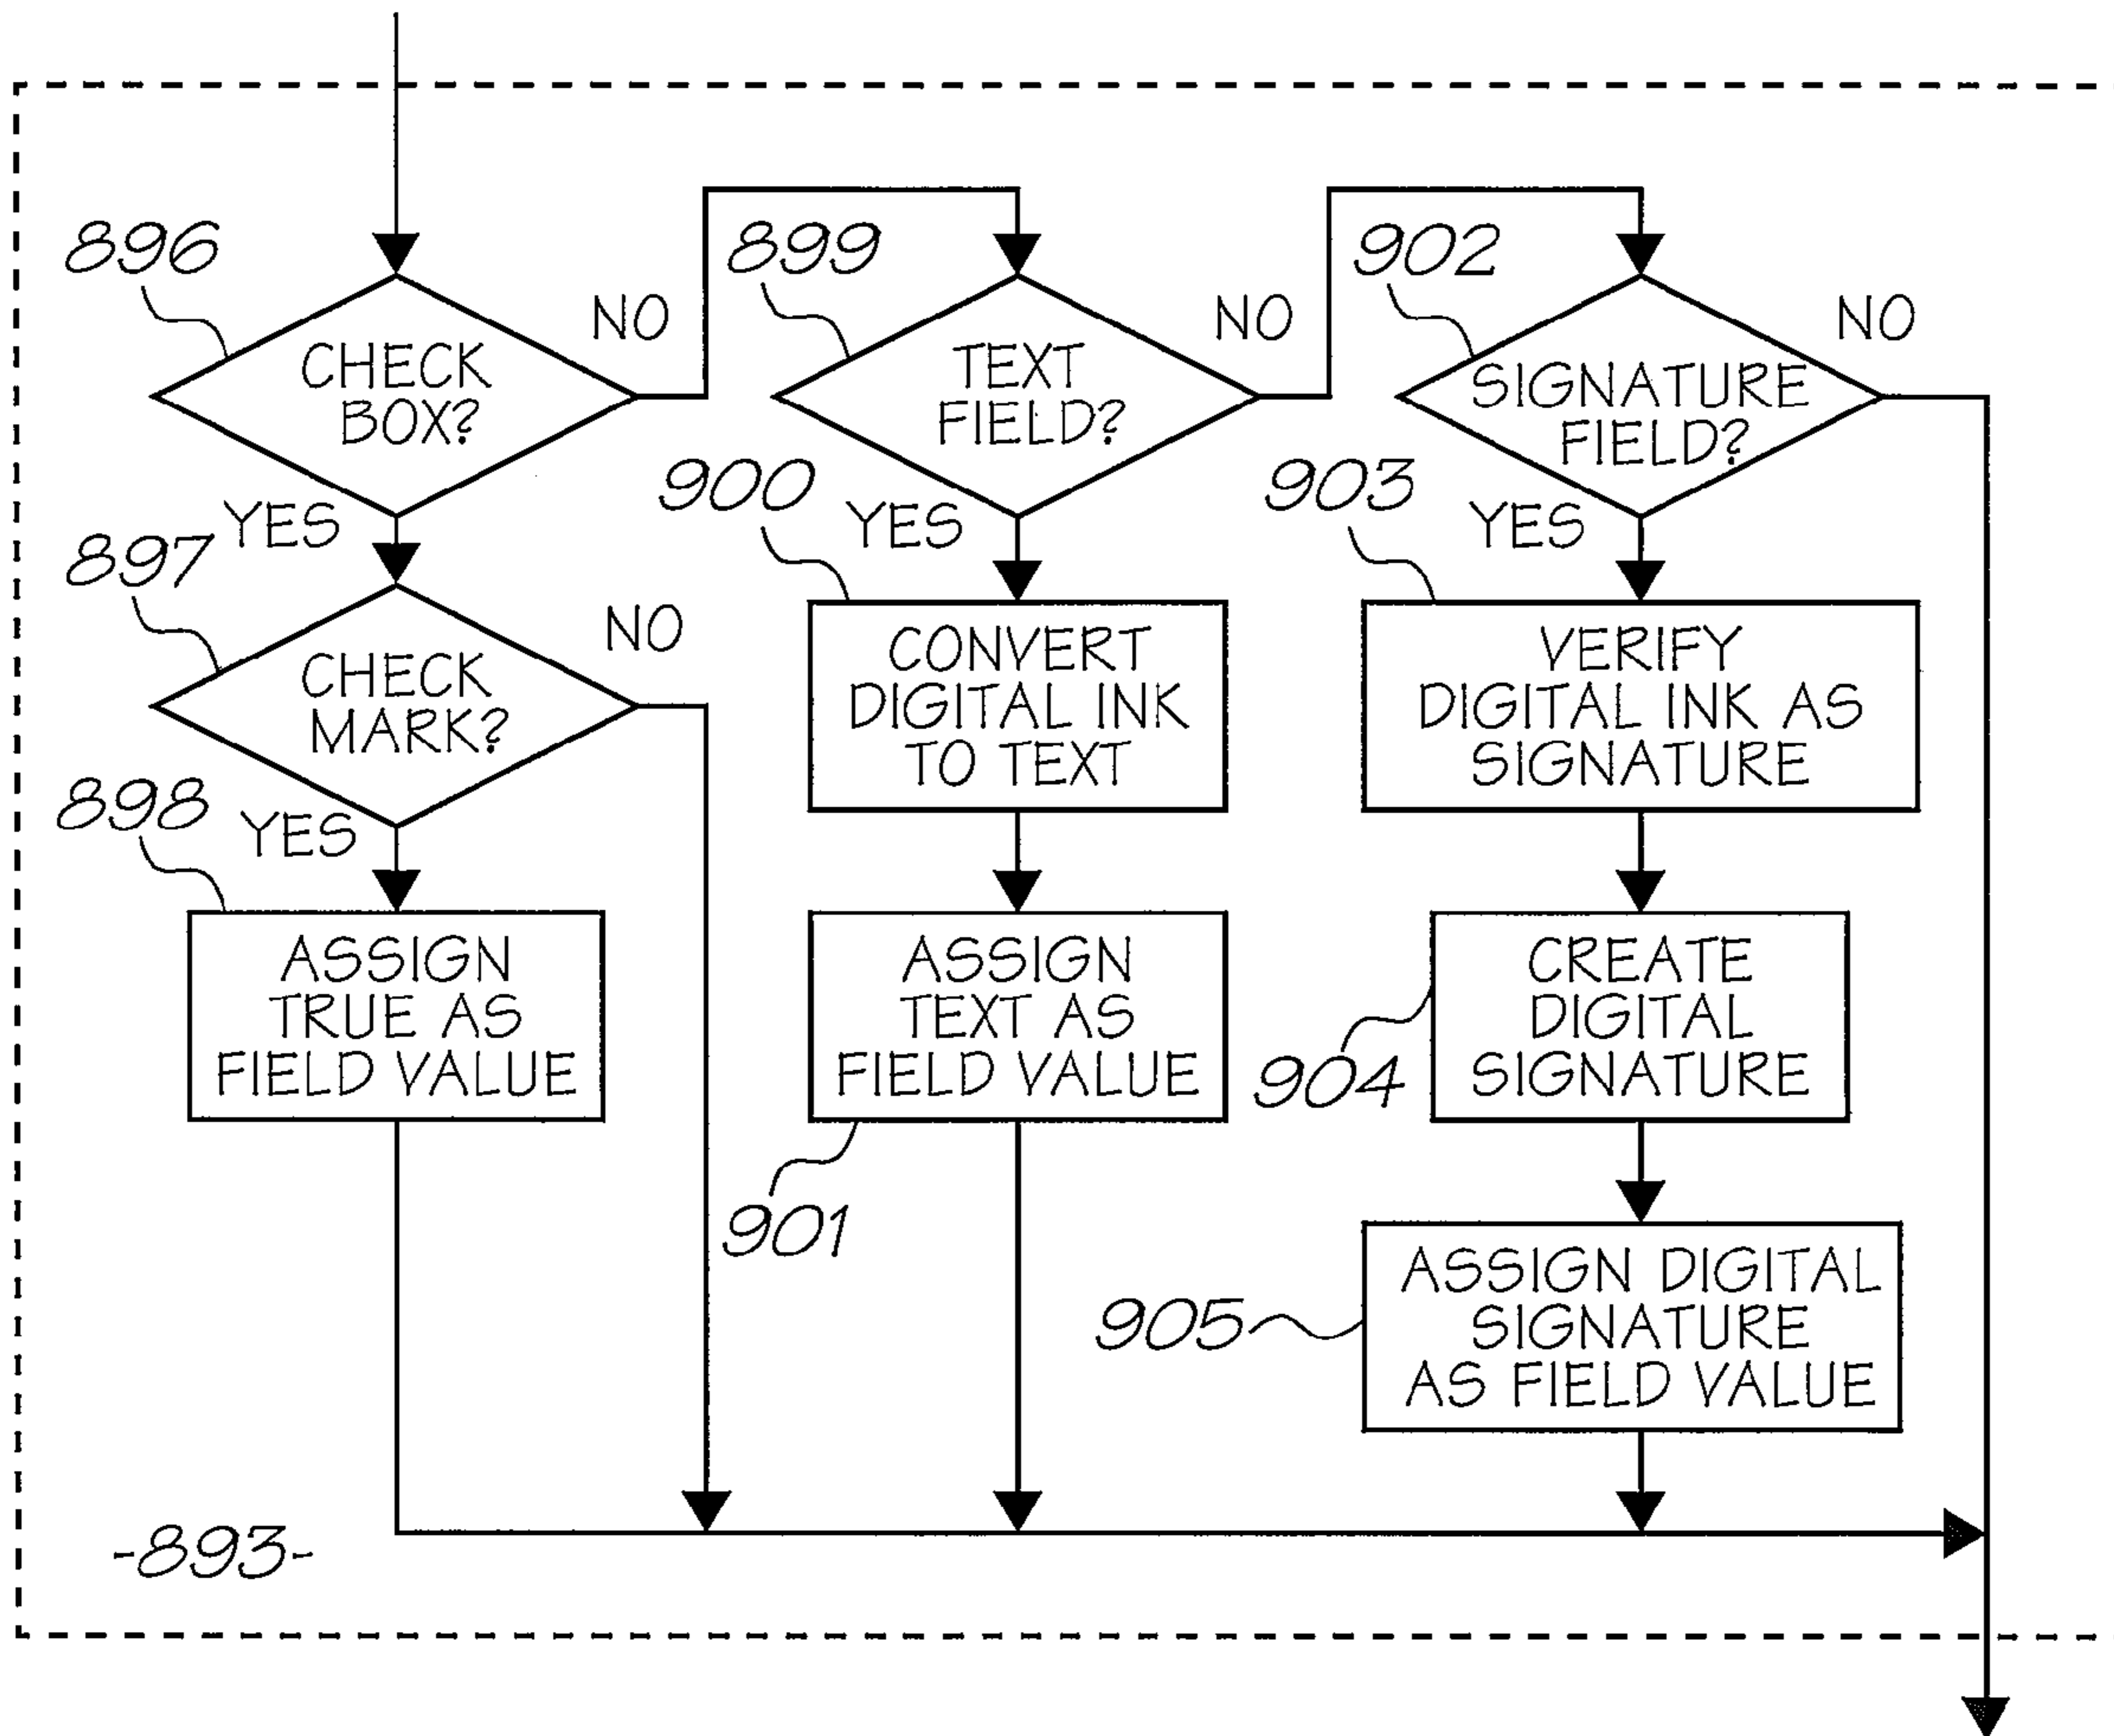 896
CHECK
BOX?
NO
YES
899
TEXT
FIELD?
NO
YES
902
SIGNATURE
FIELD?
NO
YES
897
CHECK
MARK?
NO
YES
900
CONVERT
DIGITAL INK
TO TEXT
903
VERIFY
DIGITAL INK AS
SIGNATURE
898
ASSIGN
TRUE AS
FIELD VALUE
ASSIGN
TEXT AS
FIELD VALUE
901
CREATE
DIGITAL
SIGNATURE
904
ASSIGN DIGITAL
SIGNATURE
AS FIELD VALUE
905
-893-